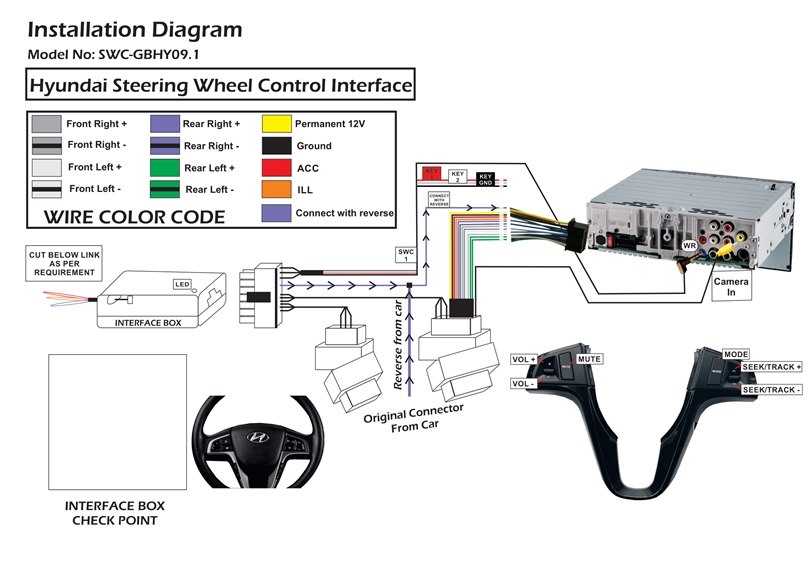 Installation Diagram
Model No: SWC-GBHY09.1
Hyundai Steering Wheel Control Interface
Front Right +
Rear Right +
Permanent 12V
Front Right -
Rear Right -
Ground
Front Left +
Rear Left +
ACC
Front Left -
Rear Left -
ILL
WIRE COLOR CODE
Connect with reverse
KEY
1
KEY
2
KEY
GND
CONNECT
WITH
REVERSE
WR
Camera
In
SWC
1
CUT BELOW LINK
AS PER
REQUIREMENT
LED
INTERFACE BOX
Reverse from car
Original Connector
From Car
VOL +
MUTE
VOL -
MODE
SEEK/TRACK +
SEEK/TRACK -
MUTE
MODE
INTERFACE BOX
CHECK POINT